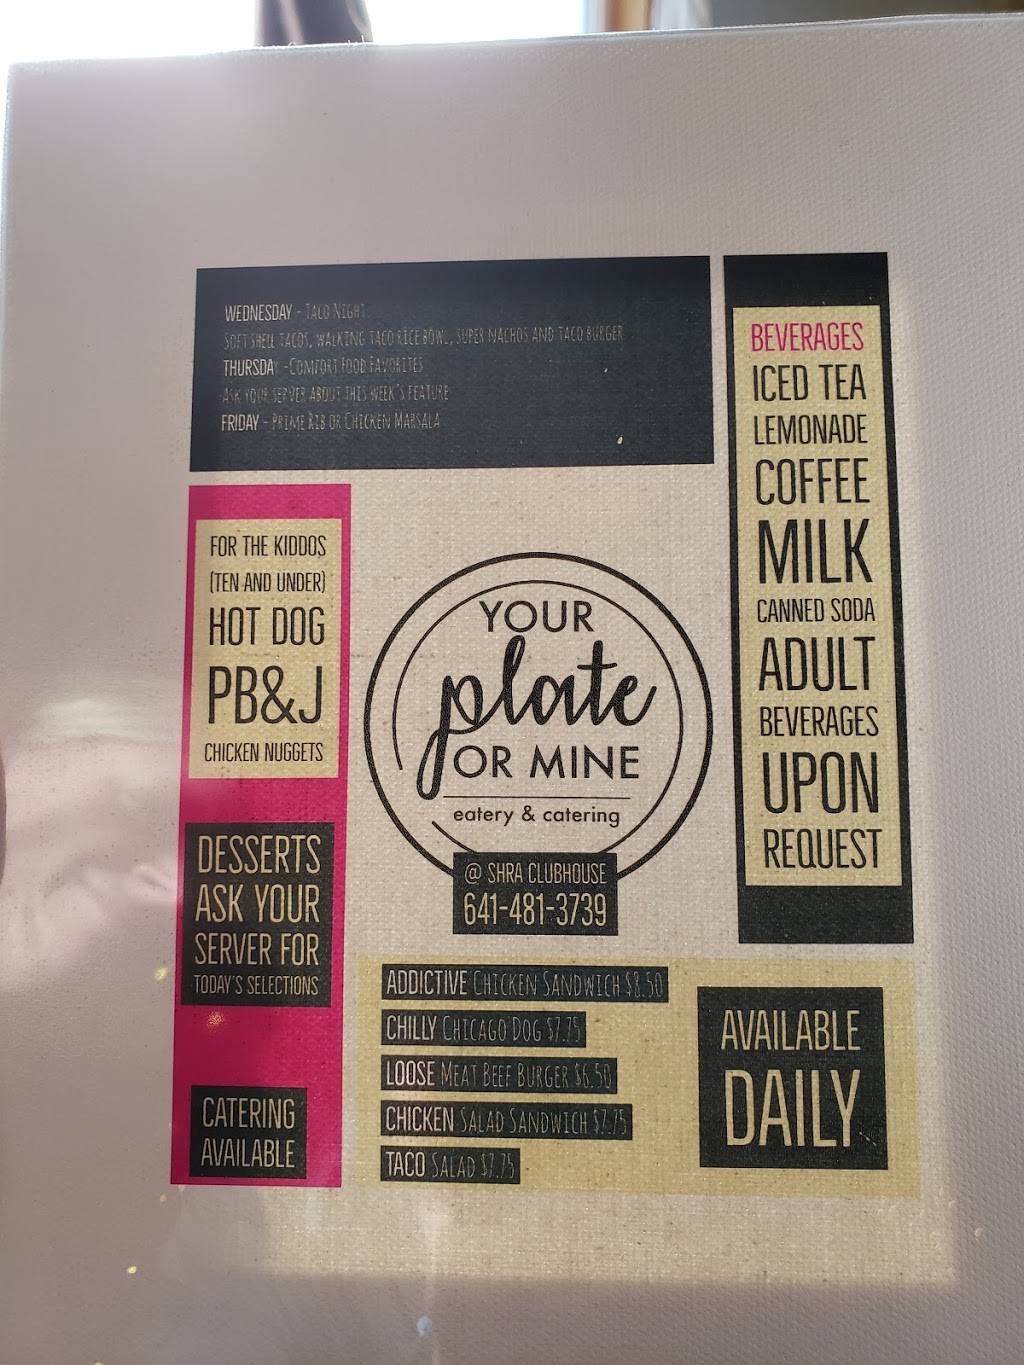 WEDNESDAY - Taco Night
Soft shell tacos, walking taco rice bowl, super nachos and taco burger
THURSDAY -Comfort Food Favorites
Ask your server about this week's feature
FRIDAY - Prime Rib or Chicken Marsala
FOR THE KIDDOS
(TEN AND UNDER)
HOT DOG
PB&J
CHICKEN NUGGETS
DESSERTS
ASK YOUR
SERVER FOR
TODAY'S SELECTIONS
CATERING
AVAILABLE
YOUR
plate
OR MINE
eatery & catering
@ SHRA CLUBHOUSE
641-481-3739
ADDICTIVE Chicken Sandwich $8.50
CHILLY Chicago Dog $7.75
LOOSE Meat Beef Burger $6.50
CHICKEN Salad Sandwich $7.75
TACO Salad $7.75
AVAILABLE
DAILY
BEVERAGES
ICED TEA
LEMONADE
COFFEE
MILK
CANNED SODA
ADULT
BEVERAGES
UPON
REQUEST